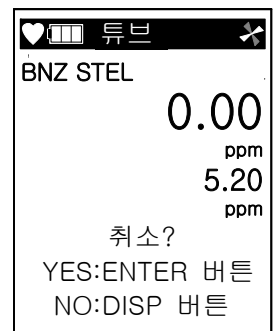 튜브
BNZ STEL
0.00
ppm
5.20
ppm
취소?
YES:ENTER 버튼
NO:DISP 버튼